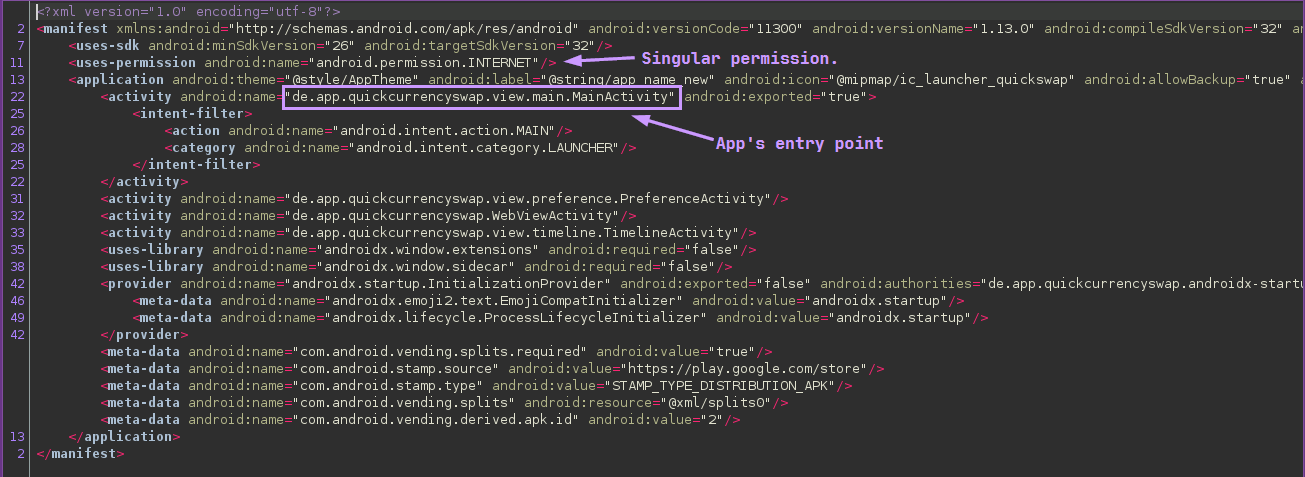 <?xml version="1.0" encoding="utf-8"?>
2 <manifest xmlns:android="http://schemas.android.com/apk/res/android" android:versionCode="11300" android:versionName="1.13.0" android:compileSdkVersion="32"
7 <uses-sdk android:minSdkVersion="26" android:targetSdkVersion="32"/>
11 <uses-permission android:name="android.permission.INTERNET"/> Singular permission.
13 <application android:theme="@style/AppTheme" android:label="@string/app_name_new" android:icon="@mipmap/ic_launcher_quickswap" android:allowBackup="true"
22 <activity android:name="de.app.quickcurrencyswap.view.main.MainActivity" android:exported="true">
25 <intent-filter>
26 <action android:name="android.intent.action.MAIN"/>
28 <category android:name="android.intent.category.LAUNCHER"/> App's entry point
25 </intent-filter>
22 </activity>
31 <activity android:name="de.app.quickcurrencyswap.view.preference.PreferenceActivity"/>
32 <activity android:name="de.app.quickcurrencyswap.WebViewActivity"/>
33 <activity android:name="de.app.quickcurrencyswap.view.timeline.TimelineActivity"/>
35 <uses-library android:name="androidx.window.extensions" android:required="false"/>
38 <uses-library android:name="androidx.window.sidecar" android:required="false"/>
42 <provider android:name="androidx.startup.InitializationProvider" android:exported="false" android:authorities="de.app.quickcurrencyswap.androidx-startu
46 <meta-data android:name="androidx.emoji2.text.EmojiCompatInitializer" android:value="androidx.startup"/>
49 <meta-data android:name="androidx.lifecycle.ProcessLifecycleInitializer" android:value="androidx.startup"/>
42 </provider>
<meta-data android:name="com.android.vending.splits.required" android:value="true"/>
<meta-data android:name="com.android.stamp.source" android:value="https://play.google.com/store"/>
<meta-data android:name="com.android.stamp.type" android:value="STAMP_TYPE_DISTRIBUTION_APK"/>
<meta-data android:name="com.android.vending.splits" android:resource="@xml/splits0"/>
<meta-data android:name="com.android.vending.derived.apk.id" android:value="2"/>
13 </application>
2 </manifest>